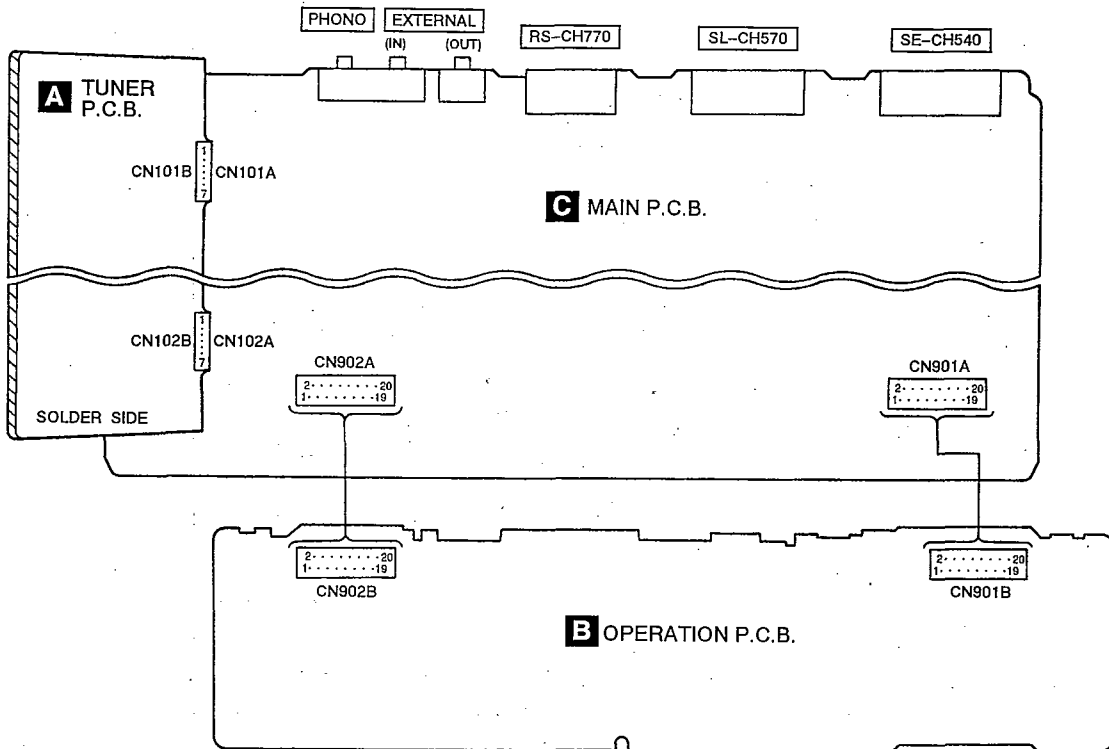 PHONO
EXTERNAL
(IN)
(OUT)
RS-CH770
SL-CH570
SE-CH540
A TUNER
P.C.B.
CN101B
1
7
CN101A
C MAIN P.C.B.
CN102B
1
7
CN102A
SOLDER SIDE
CN902A
2········20
1········19
CN901A
2········20
1········19
2········20
1········19
CN902B
2········20
1········19
CN901B
B OPERATION P.C.B.